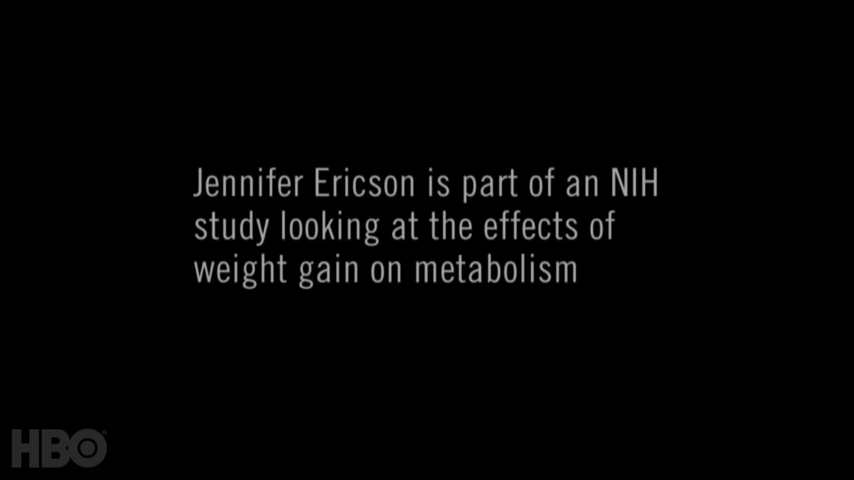 Jennifer Ericson is part of an NIH
study looking at the effects of
weight gain on metabolism
HBO